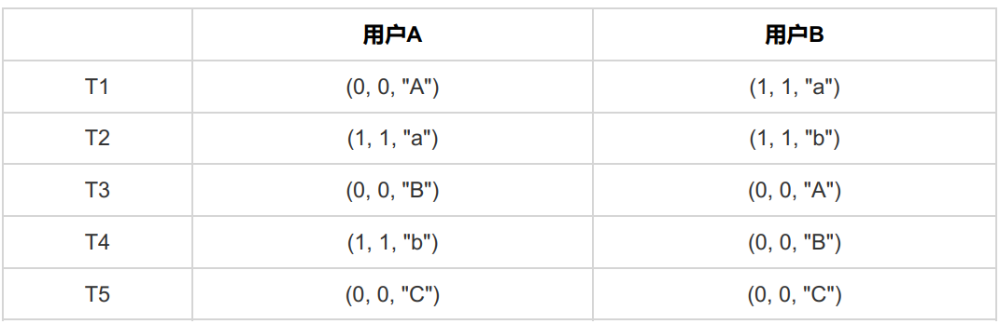 用户A 用户B
T1 (0, 0, "A") (1, 1, "a")
T2 (1, 1, "a") (1, 1, "b")
T3 (0, 0, "B") (0, 0, "A")
T4 (1, 1, "b") (0, 0, "B")
T5 (0, 0, "C") (0, 0, "C")